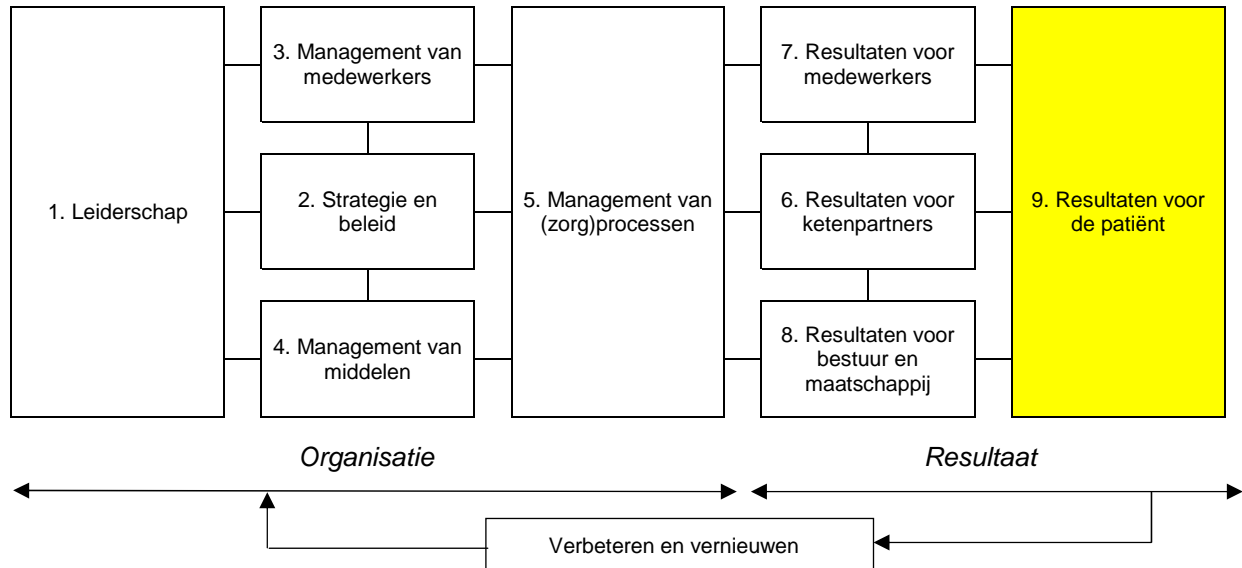 1. Leiderschap
3. Management van
medewerkers
2. Strategie en
beleid
4. Management van
middelen
5. Management van
(zorg)processen
7. Resultaten voor
medewerkers
6. Resultaten voor
ketenpartners
8. Resultaten voor
bestuur en
maatschappij
9. Resultaten voor
de patiënt
Organisatie
Resultaat
Verbeteren en vernieuwen